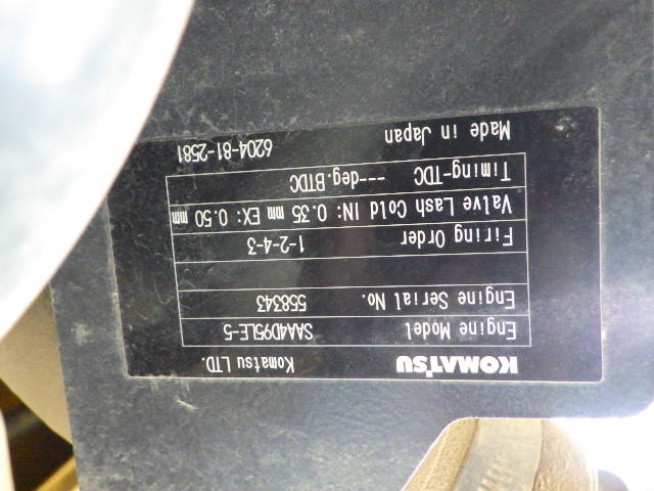 KOMATSU Komatsu LTD.
Engine Model SAA4D95LE-5
Engine Serial No. 558343
Firing Order 1-2-4-3
Valve Lash Cold IN: 0.35 mm EX: 0.50 mm
Timing-TDC ---deg.BTDC
Made in Japan 6204-81-2581